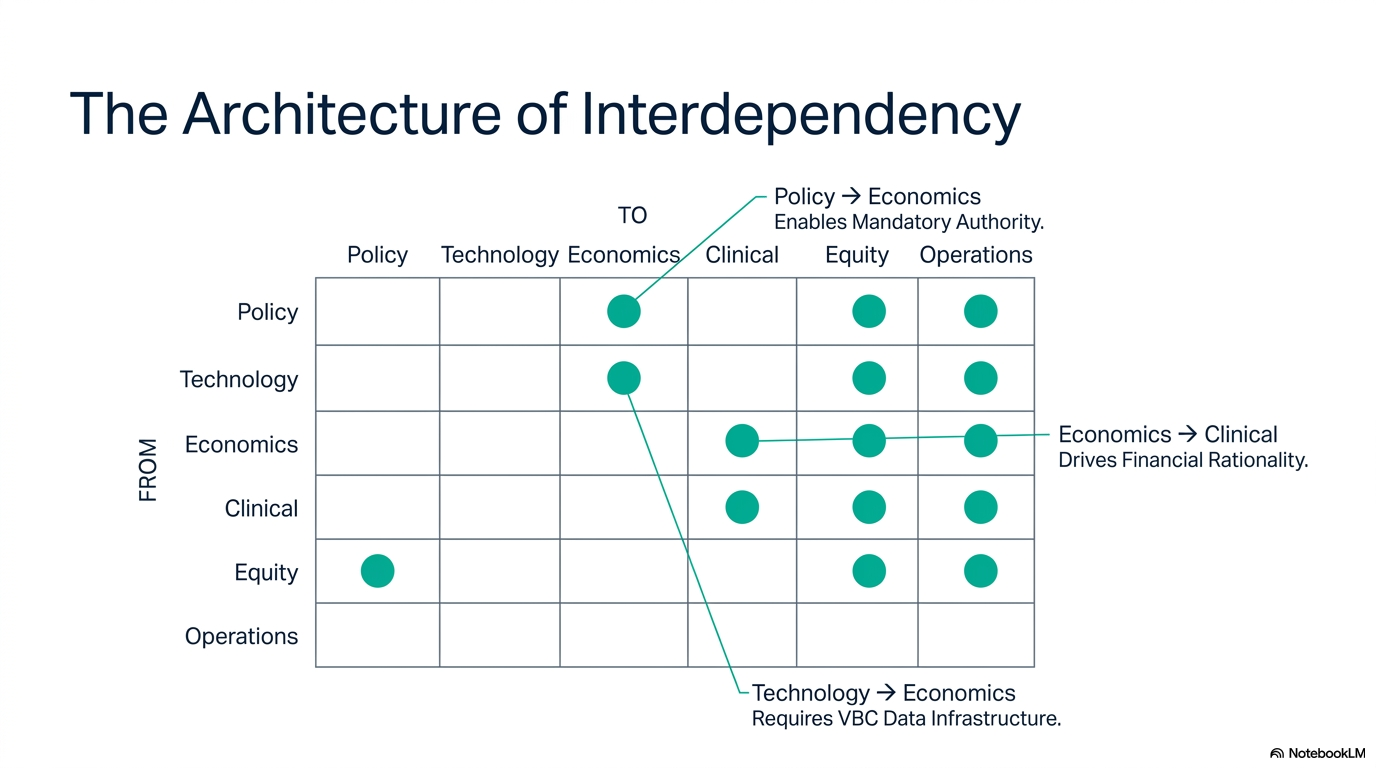 The Architecture of Interdependency
TO
Policy → Economics
Enables Mandatory Authority.
Policy Technology Economics Clinical Equity Operations
Policy
Technology
Economics
Clinical
Equity
Operations
FROM
Economics → Clinical
Drives Financial Rationality.
Technology → Economics
Requires VBC Data Infrastructure.
NotebookLM